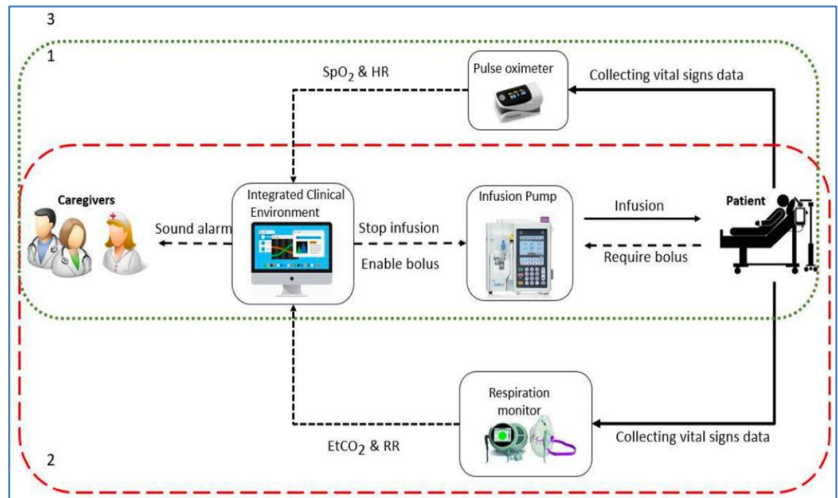 3
1
Pulse oximeter
SpO₂ & HR
Collecting vital signs data
Caregivers
Integrated Clinical
Environment
Infusion Pump
Infusion
Patient
Sound alarm
Stop infusion
Enable bolus
Require bolus
Respiration
monitor
EtCO₂ & RR
Collecting vital signs data
2